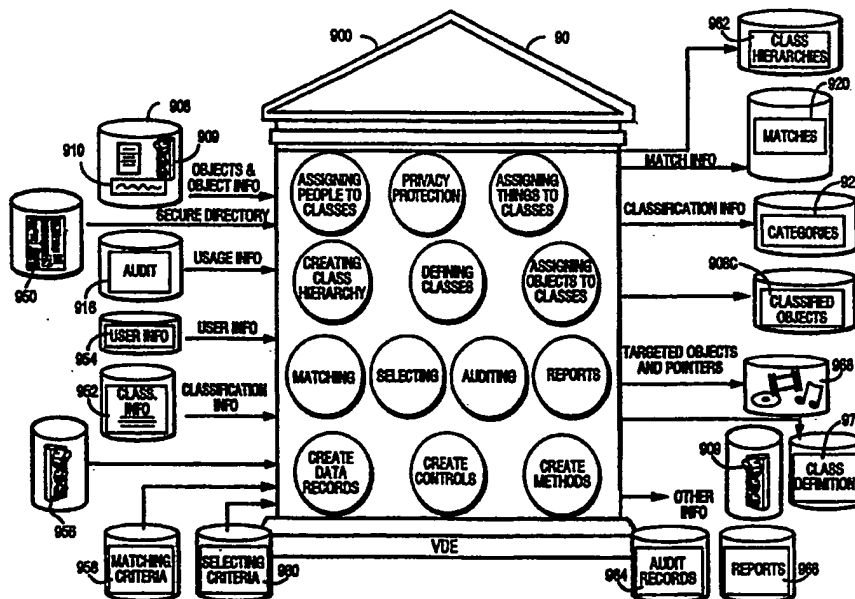 900
90
962
CLASS
HIERARCHIES
908
909
910
920
MATCHES
OBJECTS &
OBJECT INFO
MATCH INFO
ASSIGNING
PEOPLE TO
CLASSES
PRIVACY
PROTECTION
ASSIGNING
THINGS TO
CLASSES
SECURE DIRECTORY
CLASSIFICATION INFO
92
CATEGORIES
950
AUDIT
916
USAGE INFO
CREATING
CLASS
HIERARCHY
DEFINING
CLASSES
ASSIGNING
OBJECTS TO
CLASSES
908C
CLASSIFIED
OBJECTS
USER INFO
954
USER INFO
MATCHING
SELECTING
AUDITING
REPORTS
TARGETED OBJECTS
AND POINTERS
968
952
CLASS.
INFO
CLASSIFICATION
INFO
97
CLASS
DEFINITION
909
956
CREATE
DATA
RECORDS
CREATE
CONTROLS
CREATE
METHODS
OTHER
INFO
VDE
958
MATCHING
CRITERIA
SELECTING
CRITERIA
960
964
AUDIT
RECORDS
REPORTS
966